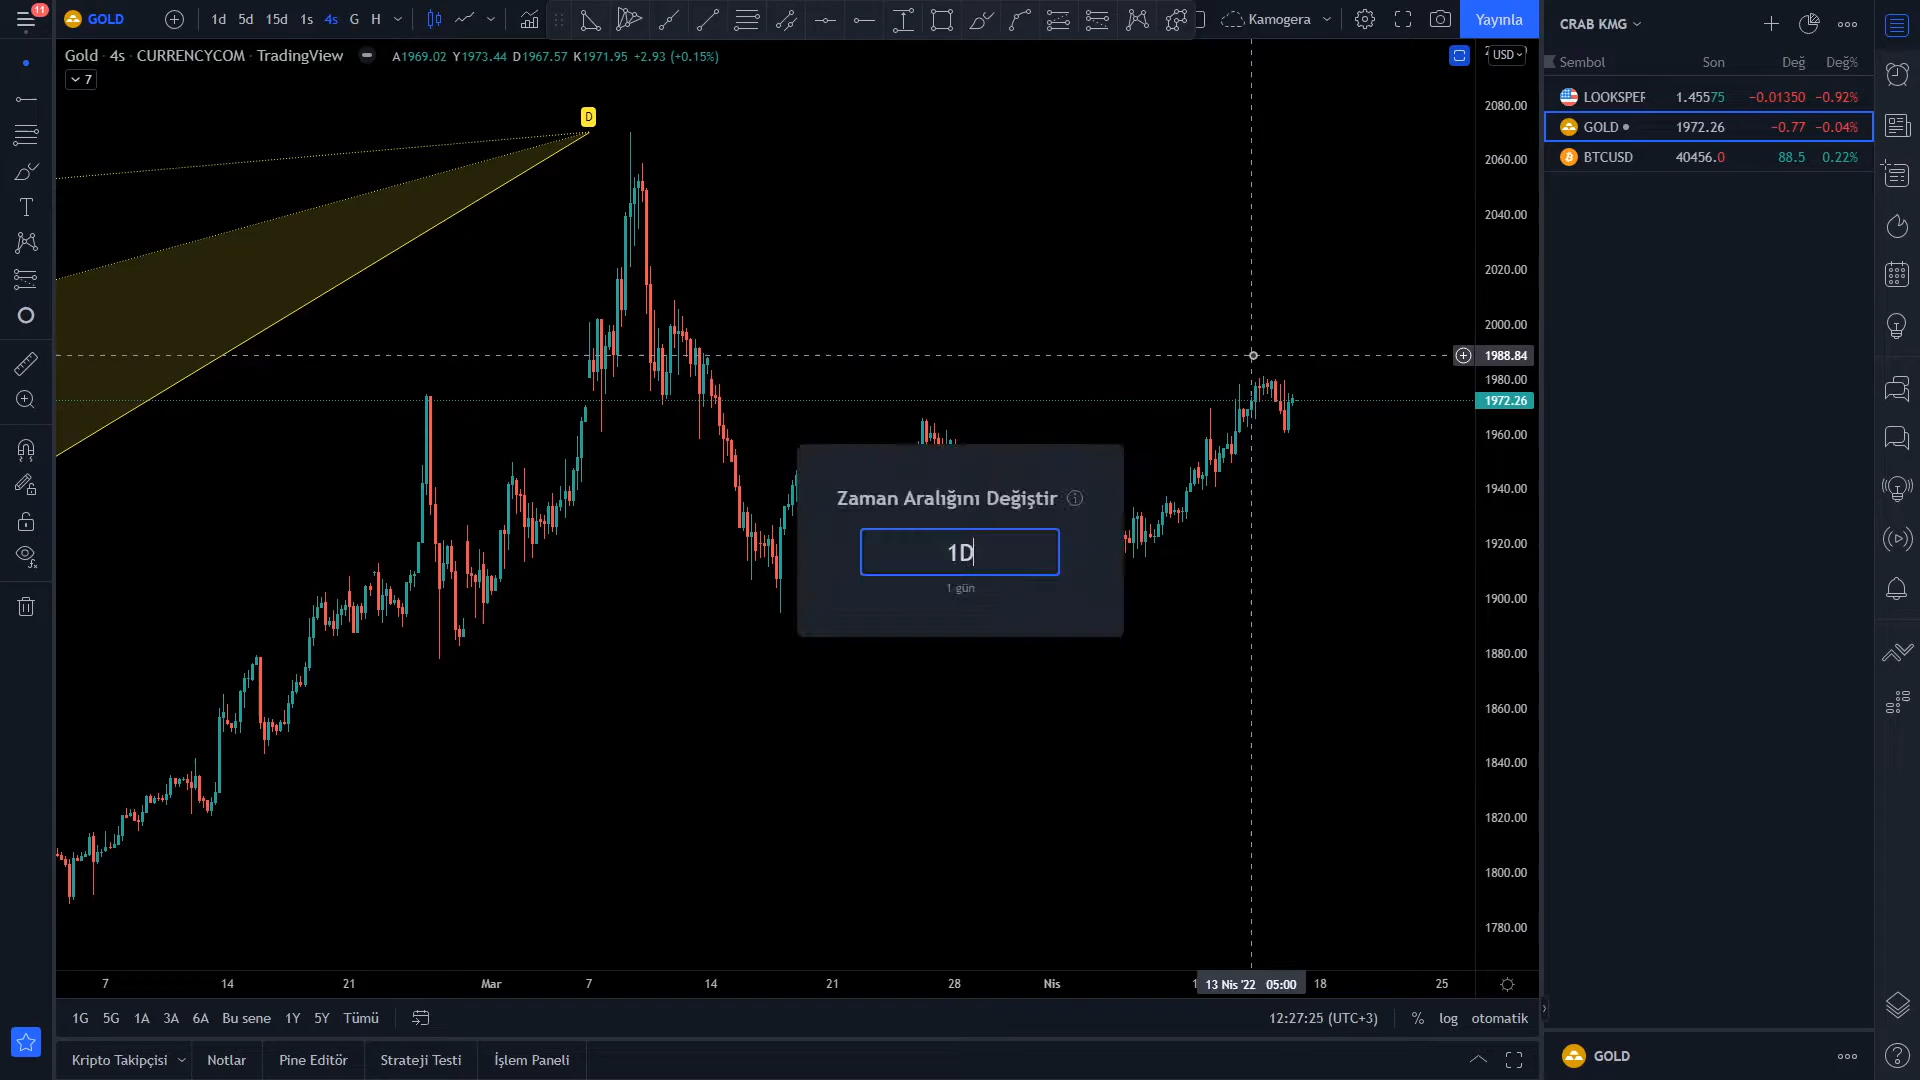 11
GOLD
1d 5d 15d 1s 4s G H
Kamogera
Yayınla
Gold · 4s · CURRENCYCOM · TradingView
A1969.02 Y1973.44 D1967.57 K1971.95 +2.93 (+0.15%)
7
USD
D
2080.00
2060.00
2040.00
2020.00
2000.00
1988.84
1980.00
1972.26
1960.00
1940.00
1920.00
1900.00
1880.00
1860.00
1840.00
1820.00
1800.00
1780.00
Zaman Aralığını Değiştir
1D
1 gün
7 14 21 Mar 7 14 21 28 Nis 13 Nis '22 05:00 18 25
1G 5G 1A 3A 6A Bu sene 1Y 5Y Tümü
12:27:25 (UTC+3) % log otomatik
Kripto Takipçisi Notlar Pine Editör Strateji Testi İşlem Paneli
CRAB KMG
Sembol Son Değ Değ%
LOOKSPER 1.45575 −0.01350 −0.92%
GOLD 1972.26 −0.77 −0.04%
BTCUSD 40456.0 88.5 0.22%
GOLD